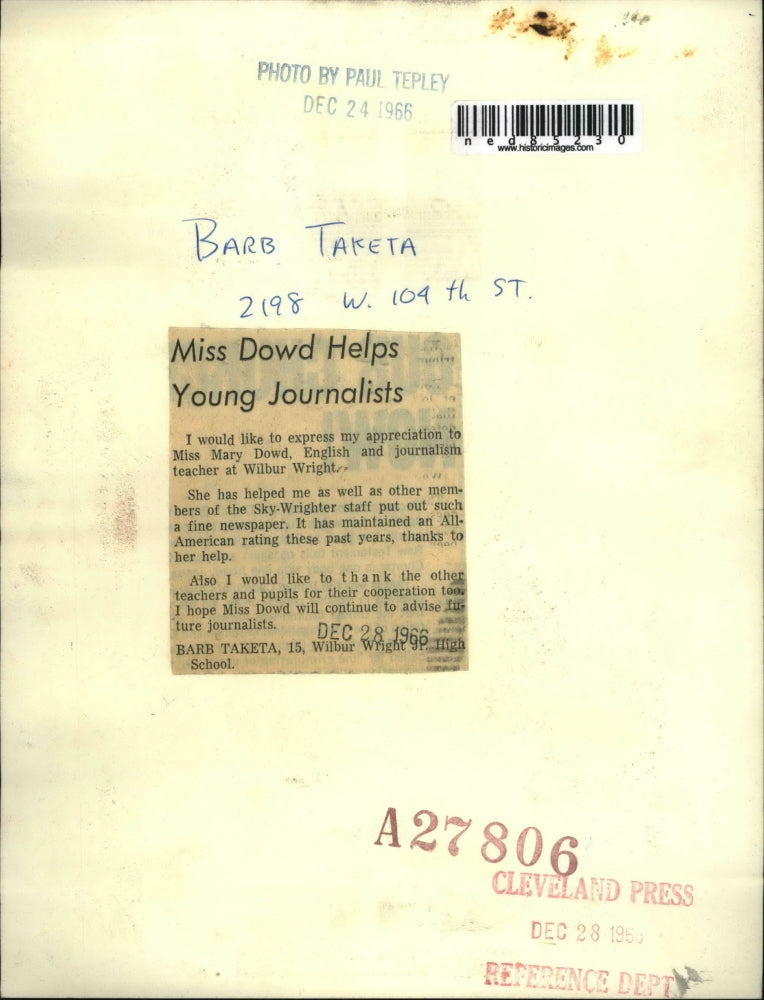 PHOTO BY PAUL TEPLEY
DEC 24 1966
ned85230
www.historicimages.com
BARB TAKETA
2198 W. 104 th ST.
Miss Dowd Helps
Young Journalists
I would like to express my appreciation to
Miss Mary Dowd, English and journalism
teacher at Wilbur Wright.
She has helped me as well as other mem-
bers of the Sky-Wrighter staff put out such
a fine newspaper. It has maintained an All-
American rating these past years, thanks to
her help.
Also I would like to thank the other
teachers and pupils for their cooperation too.
I hope Miss Dowd will continue to advise fu-
ture journalists.
DEC 28 1966
BARB TAKETA, 15, Wilbur Wright Jr. High
School.
A27806
CLEVELAND PRESS
DEC 28
REFERENCE DEPT